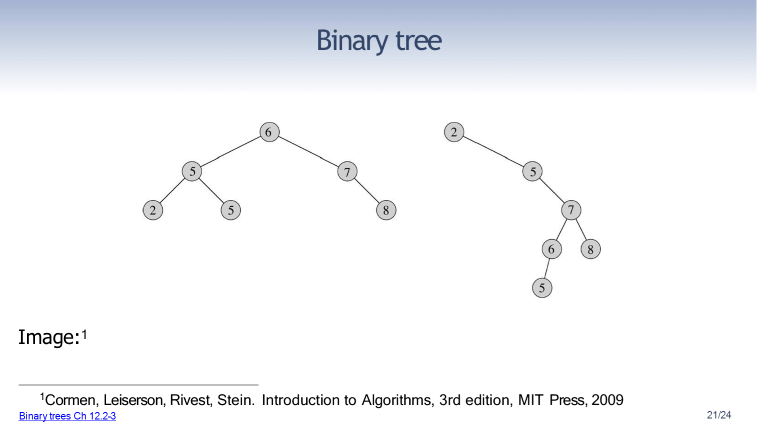 Binary tree
6 2
5 7 5
2 5 8 7
6 8
5
Image:1
1Cormen, Leiserson, Rivest, Stein. Introduction to Algorithms, 3rd edition, MIT Press, 2009
Binary trees Ch 12.2-3 21/24